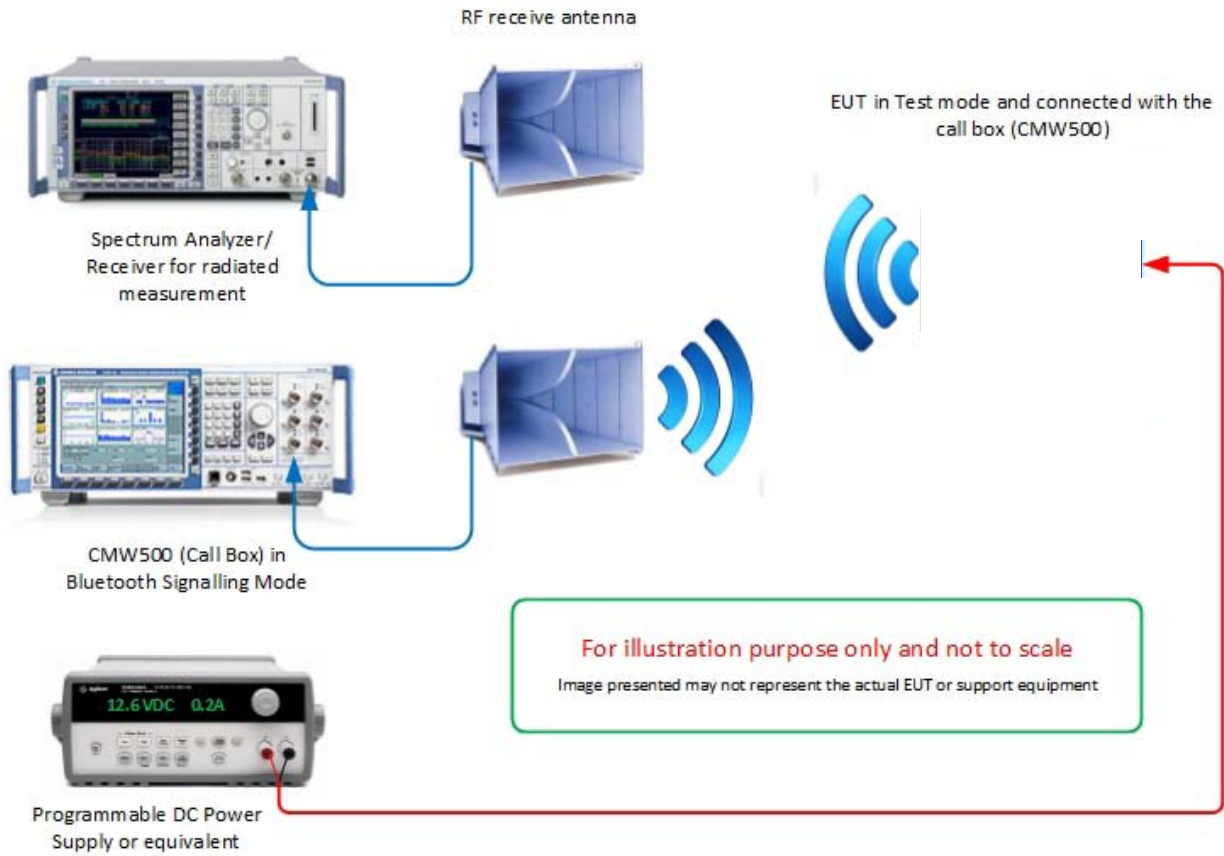 RF receive antenna
EUT in Test mode and connected with the
call box (CMW500)
Spectrum Analyzer/
Receiver for radiated
measurement
CMW500 (Call Box) in
Bluetooth Signalling Mode
For illustration purpose only and not to scale
Image presented may not represent the actual EUT or support equipment
12.6 VDC 0.2A
Programmable DC Power
Supply or equivalent